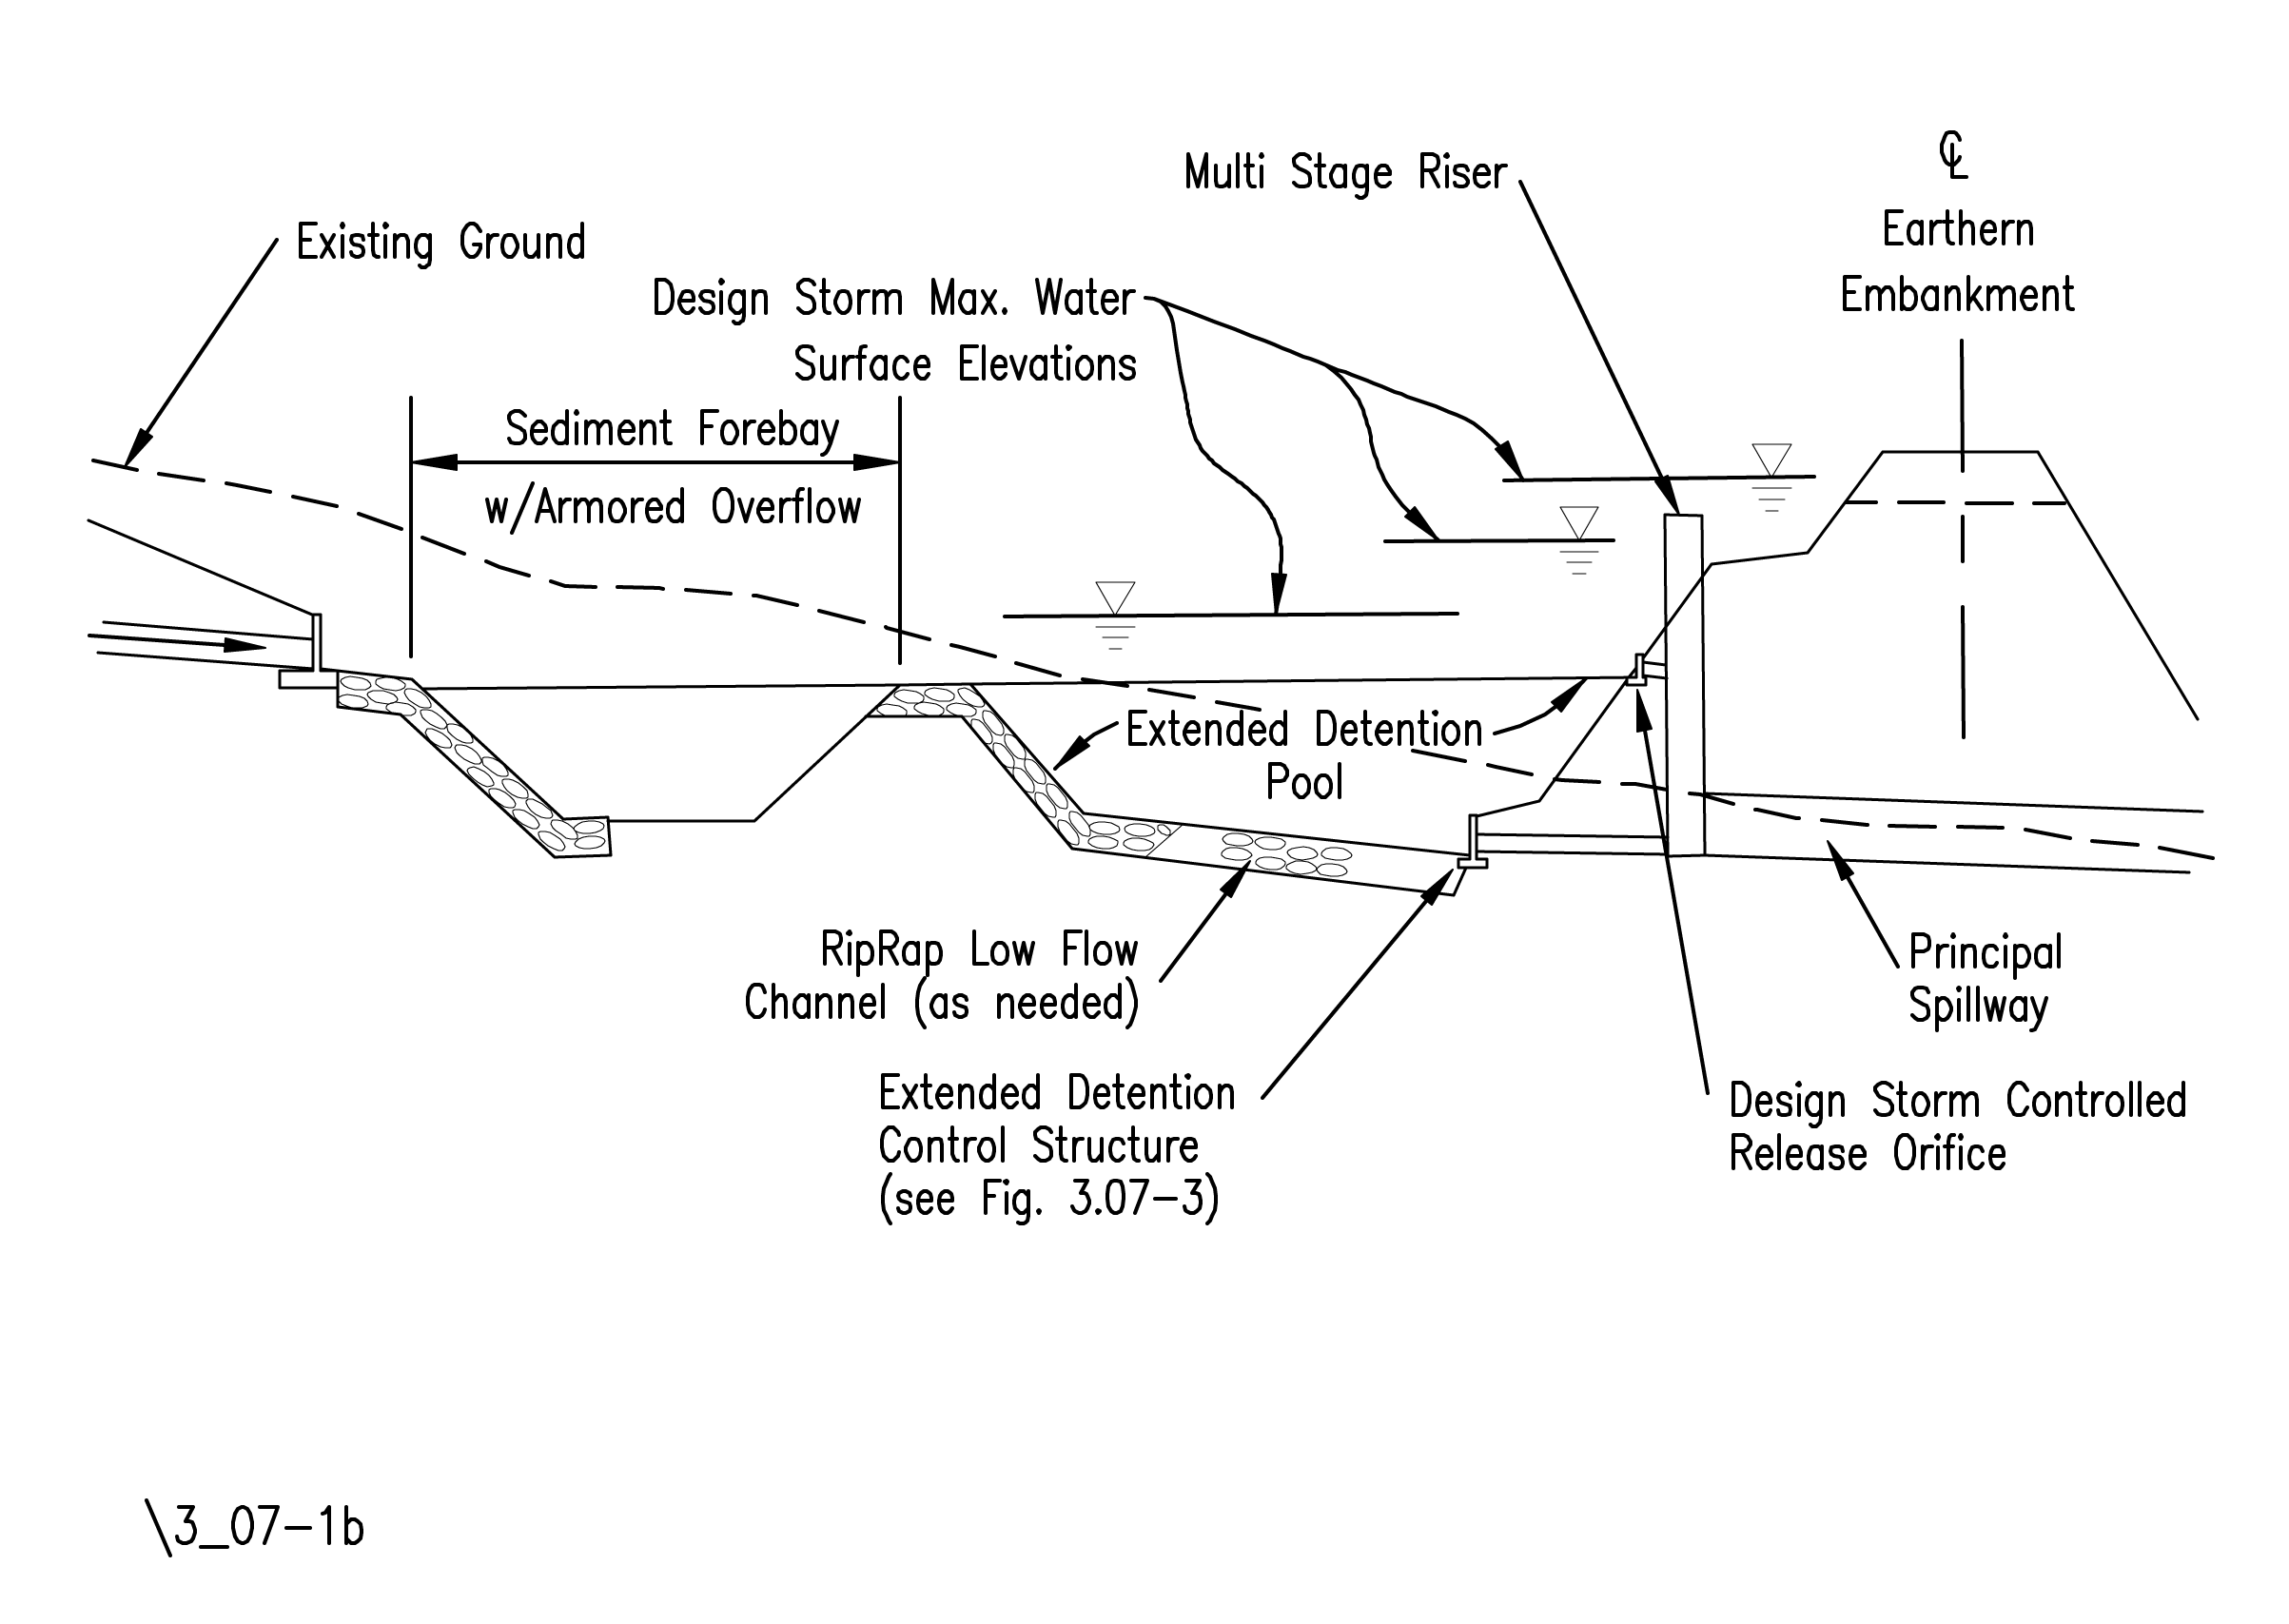 ℄
Earthern
Embankment
Multi Stage Riser
Existing Ground
Design Storm Max. Water
Surface Elevations
Sediment Forebay
w/Armored Overflow
Extended Detention
Pool
RipRap Low Flow
Channel (as needed)
Principal
Spillway
Extended Detention
Control Structure
(see Fig. 3.07-3)
Design Storm Controlled
Release Orifice
\3_07-1b